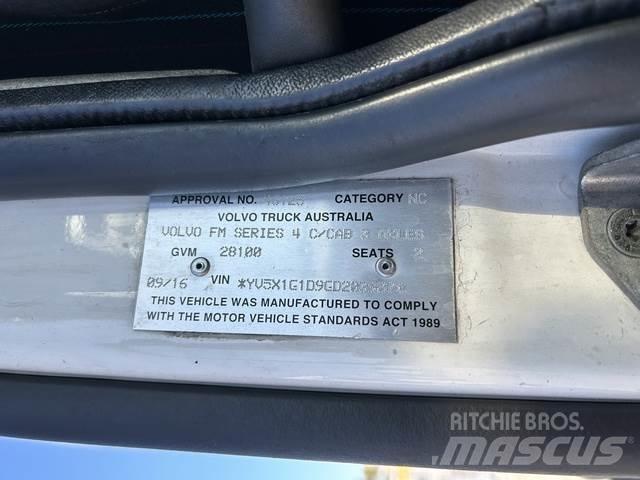 APPROVAL NO. CATEGORY NC
VOLVO TRUCK AUSTRALIA
VOLVO FM SERIES 4 C/CAB 3 AXLES
GVM 28100 SEATS 2
09/16 VIN
THIS VEHICLE WAS MANUFACTURED TO COMPLY
WITH THE MOTOR VEHICLE STANDARDS ACT 1989
RITCHIE BROS.
MASCUS